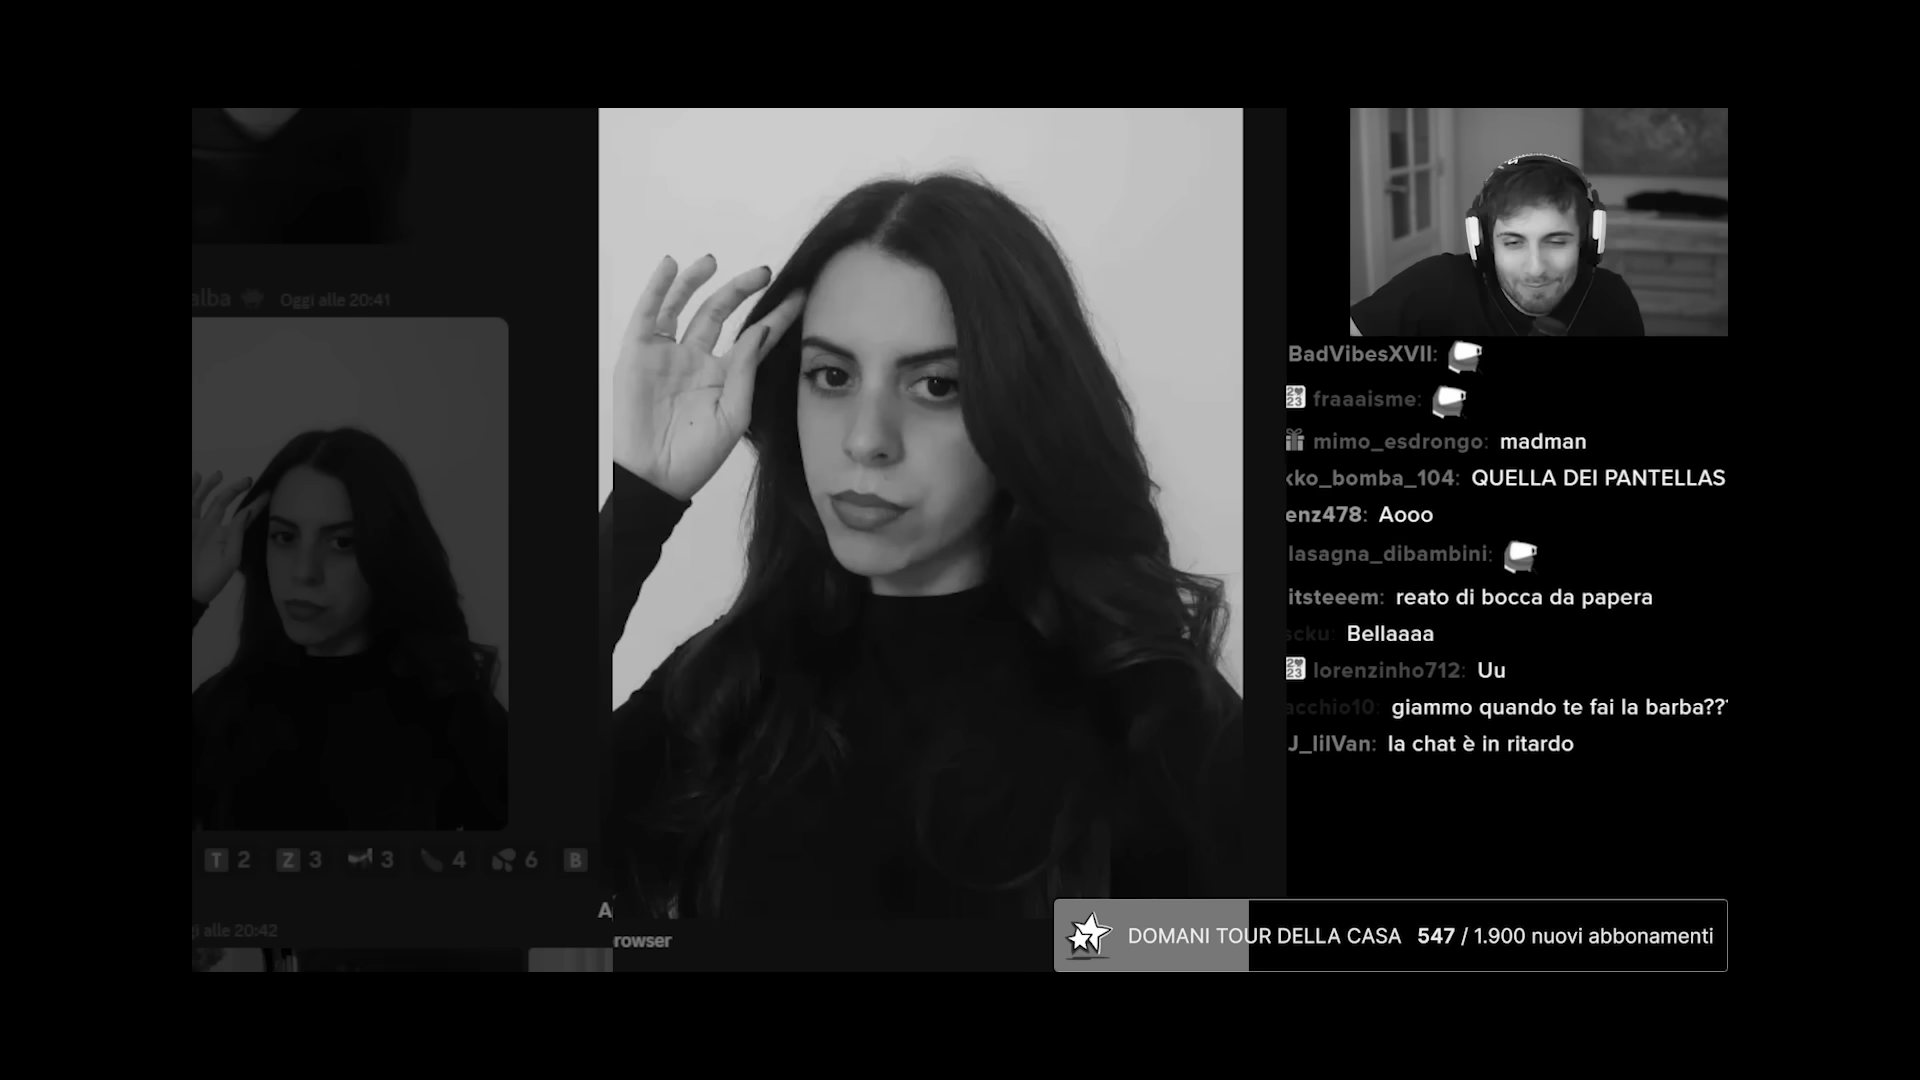 alba Oggi alle 20:41
T 2 Z 3 3 4 6 B
alle 20:42
A
rowser
BadVibesXVII:
fraaaisme:
mimo_esdrongo: madman
kko_bomba_104: QUELLA DEI PANTELLAS
enz478: Aooo
lasagna_dibambini:
itsteeem: reato di bocca da papera
scku: Bellaaaa
lorenzinho712: Uu
acchio10: giammo quando te fai la barba???
J_lilVan: la chat è in ritardo
DOMANI TOUR DELLA CASA 547 / 1.900 nuovi abbonamenti